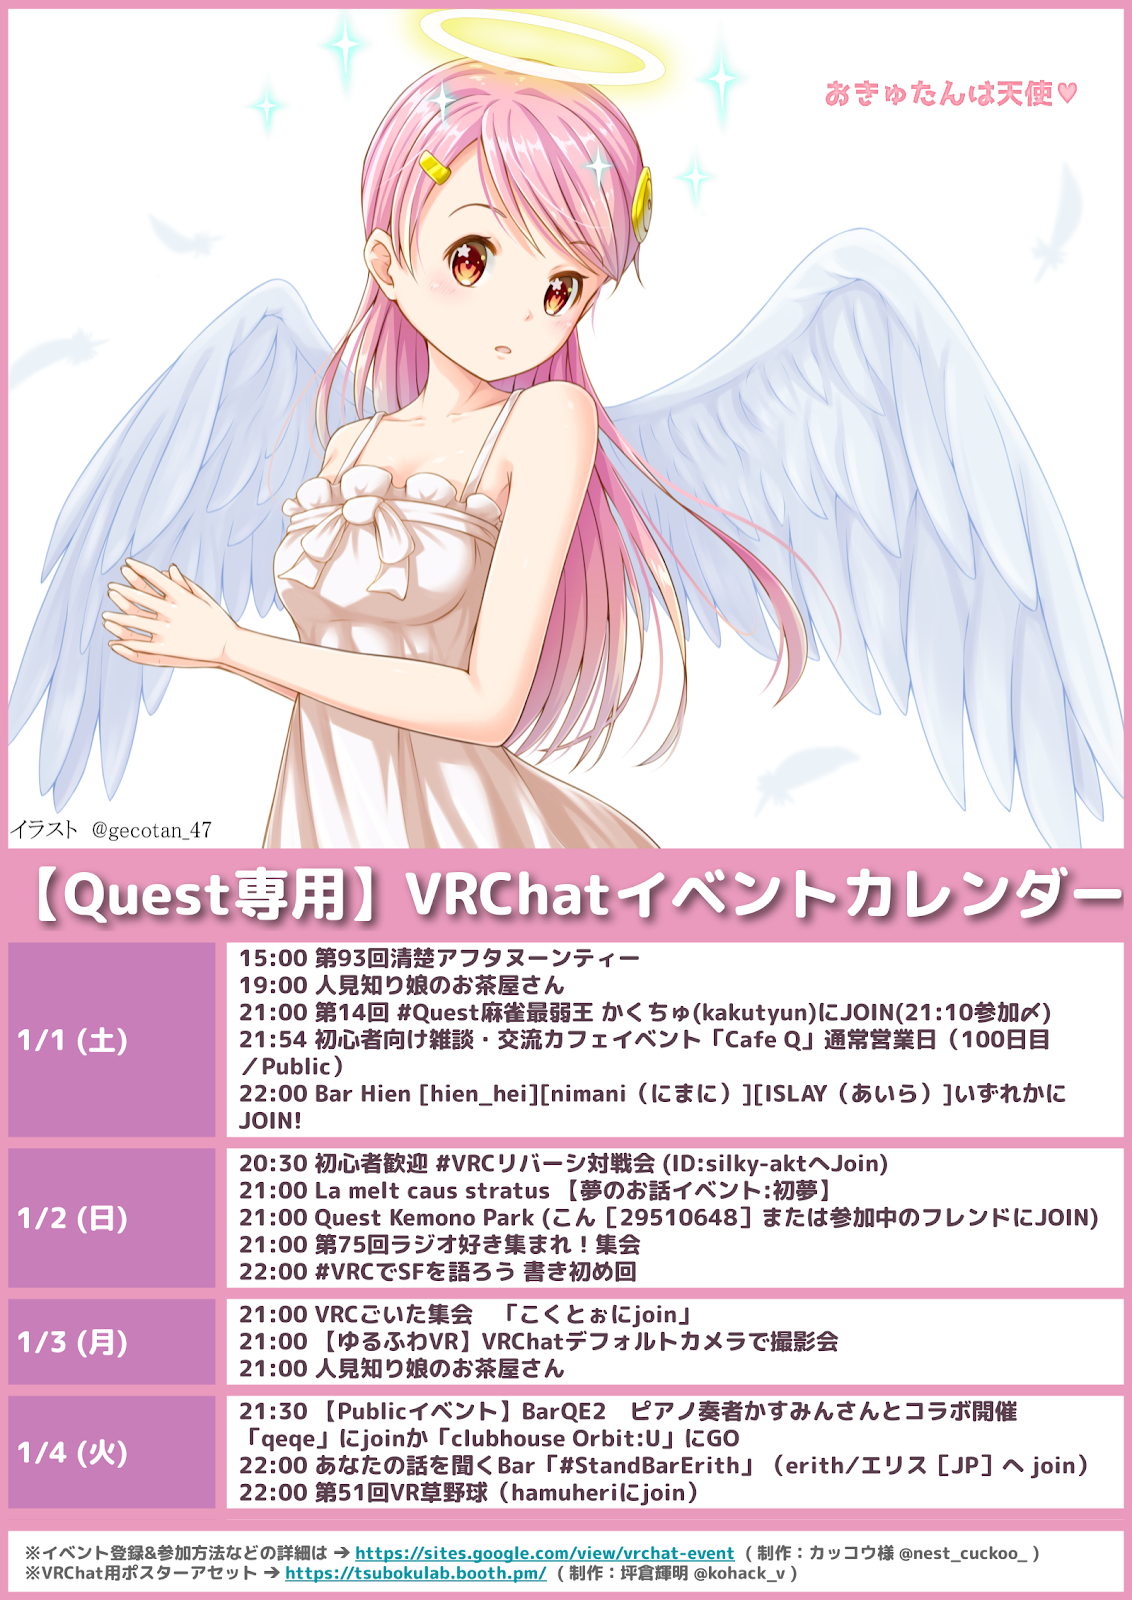 おきゅたんは天使♥
イラスト @gecotan_47
【Quest専用】VRChatイベントカレンダー
1/1 (土)
15:00 第93回清楚アフタヌーンティー
19:00 人見知り娘のお茶屋さん
21:00 第14回 #Quest麻雀最弱王 かくちゅ(kakutyun)にJOIN(21:10参加〆)
21:54 初心者向け雑談・交流カフェイベント「Cafe Q」通常営業日（100日目
／Public）
22:00 Bar Hien [hien_hei][nimani（にまに）][ISLAY（あいら）]いずれかに
JOIN!
1/2 (日)
20:30 初心者歓迎 #VRCリバーシ対戦会 (ID:silky-aktへJoin)
21:00 La melt caus stratus 【夢のお話イベント:初夢】
21:00 Quest Kemono Park (こん［29510648］または参加中のフレンドにJOIN)
21:00 第75回ラジオ好き集まれ！集会
22:00 #VRCでSFを語ろう 書き初め回
1/3 (月)
21:00 VRCごいた集会　「こくとぉにjoin」
21:00 【ゆるふわVR】VRChatデフォルトカメラで撮影会
21:00 人見知り娘のお茶屋さん
1/4 (火)
21:30 【Publicイベント】BarQE2　ピアノ奏者かすみんさんとコラボ開催
「qeqe」にjoinか「clubhouse Orbit:U」にGO
22:00 あなたの話を聞くBar「#StandBarErith」（erith/エリス［JP］へ join）
22:00 第51回VR草野球（hamuheriにjoin）
※イベント登録&参加方法などの詳細は ➔ https://sites.google.com/view/vrchat-event （制作：カッコウ様 @nest_cuckoo_ ）
※VRChat用ポスターアセット ➔ https://tsubokulab.booth.pm/ （制作：坪倉輝明 @kohack_v ）